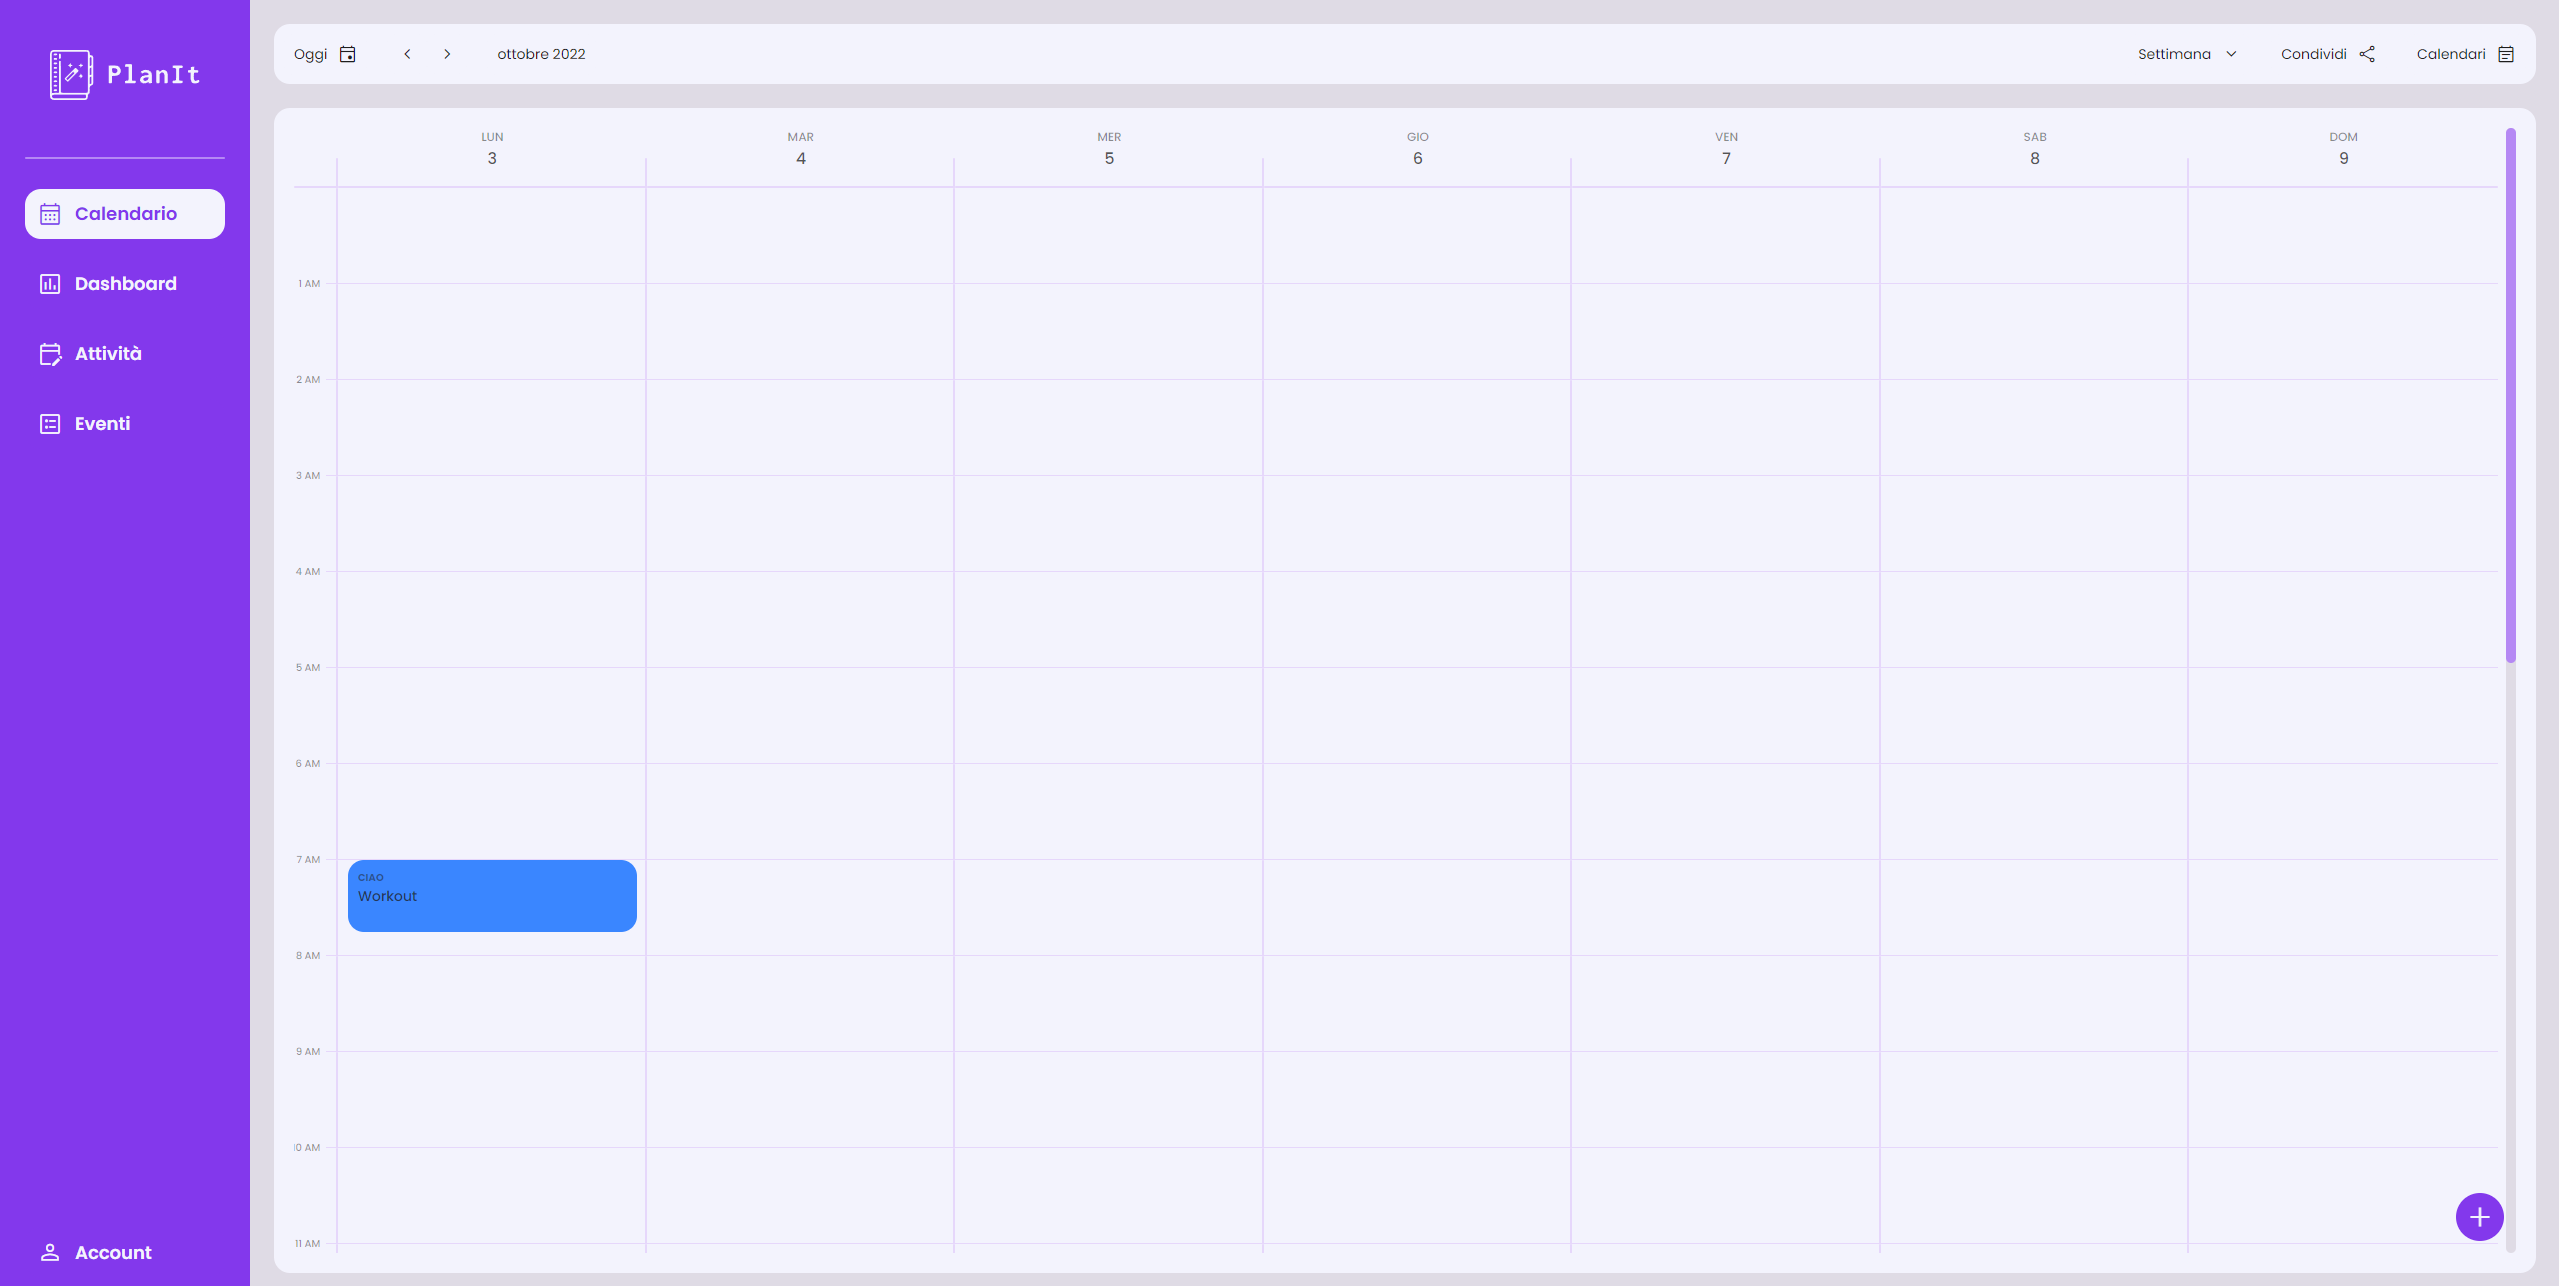 PlanIt
Calendario
Dashboard
Attività
Eventi
Account
Oggi ottobre 2022 Settimana Condividi Calendari
LUN MAR MER GIO VEN SAB DOM
3 4 5 6 7 8 9
1 AM
2 AM
3 AM
4 AM
5 AM
6 AM
7 AM
CIAO
Workout
8 AM
9 AM
10 AM
11 AM